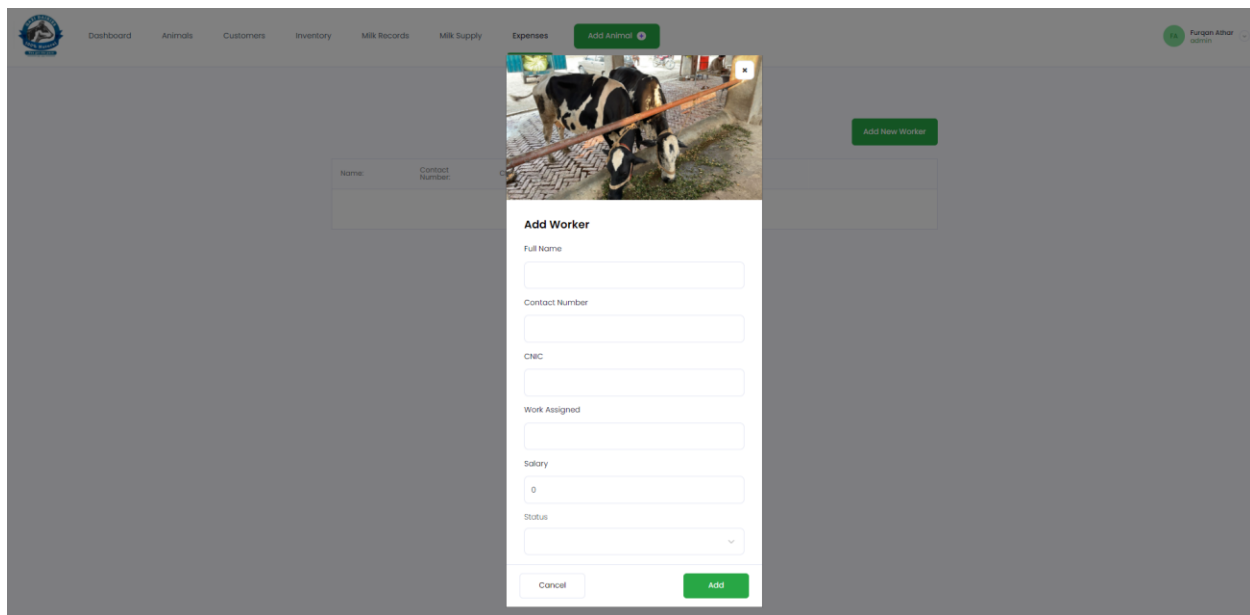 Dashboard Animals Customers Inventory Milk Records Milk Supply Expenses Add Animal
FA Furqan Athar
admin
Add New Worker
Name: Contact Number:
Add Worker
Full Name
Contact Number
CNIC
Work Assigned
Salary
0
Status
Cancel Add